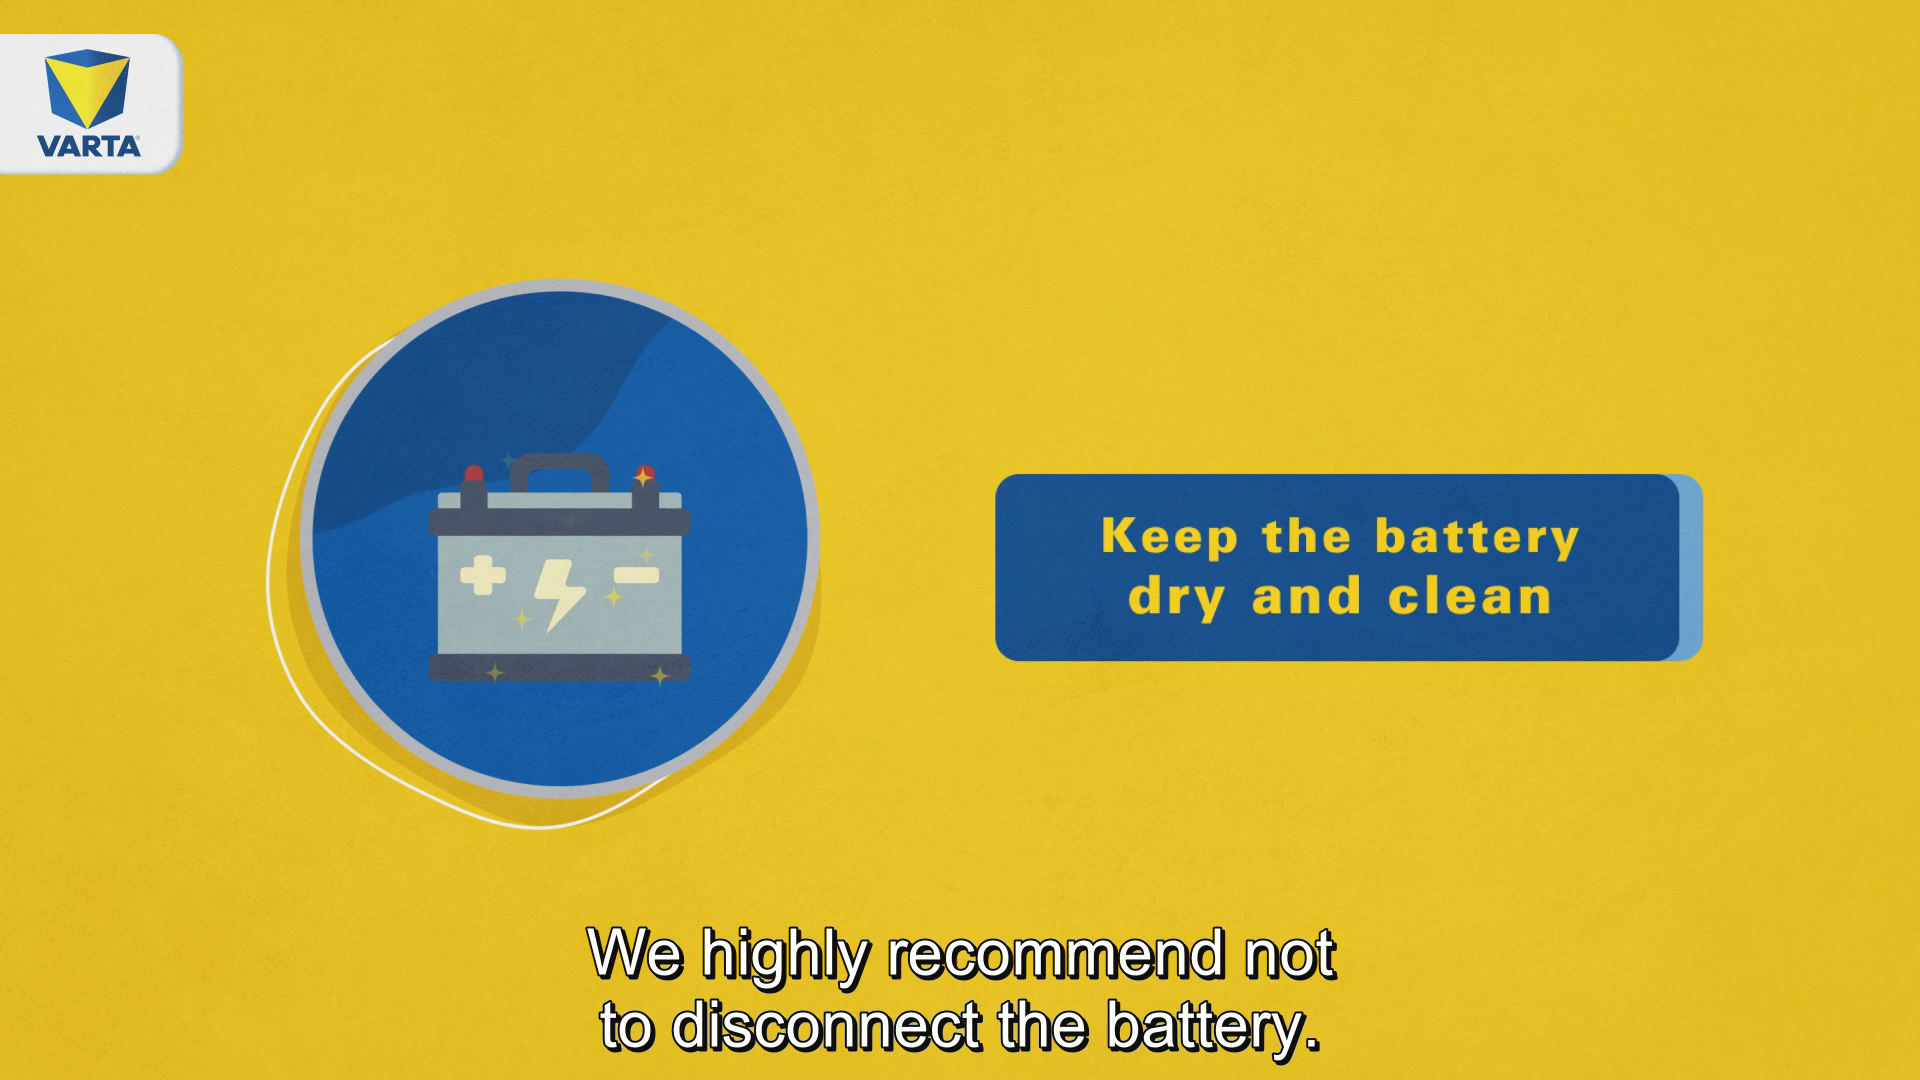 VARTA
Keep the battery
dry and clean
We highly recommend not
to disconnect the battery.